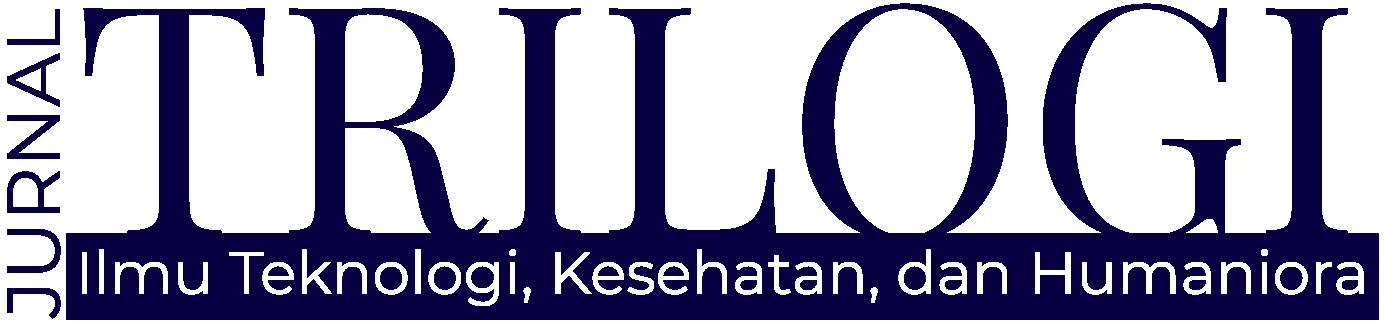 JURNAL
TRILOGI
Ilmu Teknologi, Kesehatan, dan Humaniora